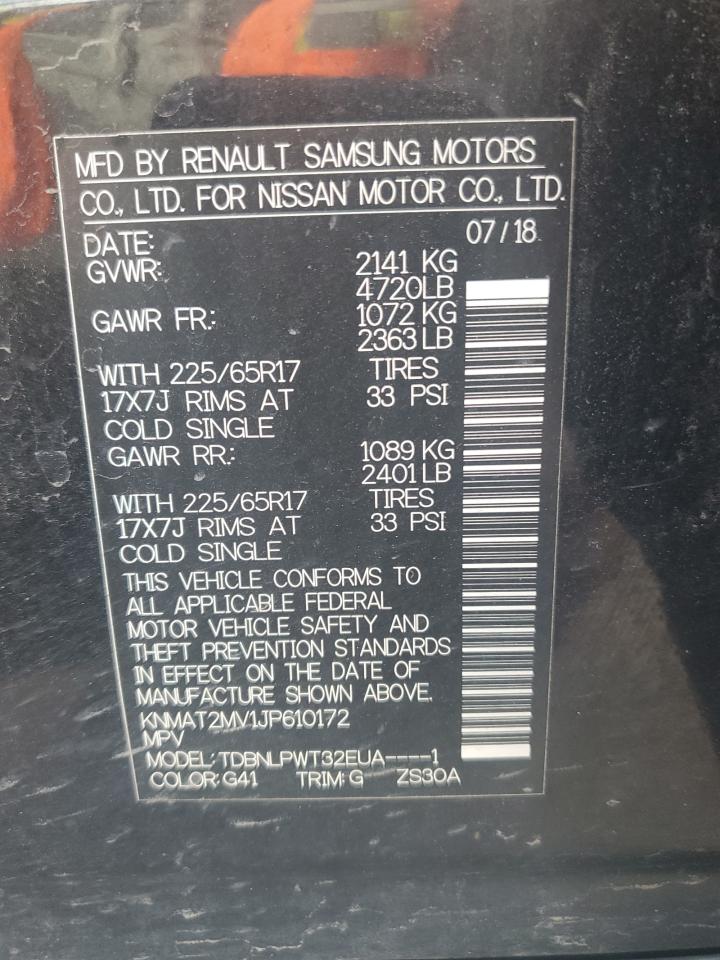 MFD BY RENAULT SAMSUNG MOTORS
CO., LTD. FOR NISSAN MOTOR CO., LTD.
DATE: 07/18
GVWR: 2141 KG
4720LB
GAWR FR.: 1072 KG
2363 LB
WITH 225/65R17 TIRES
17X7J RIMS AT 33 PSI
COLD SINGLE
GAWR RR.: 1089 KG
2401 LB
WITH 225/65R17 TIRES
17X7J RIMS AT 33 PSI
COLD SINGLE
THIS VEHICLE CONFORMS TO
ALL APPLICABLE FEDERAL
MOTOR VEHICLE SAFETY AND
THEFT PREVENTION STANDARDS
IN EFFECT ON THE DATE OF
MANUFACTURE SHOWN ABOVE.
KNMAT2MV1JP610172
MPV
MODEL: TDBNLPWT32EUA----1
COLOR: G41 TRIM: G ZS30A